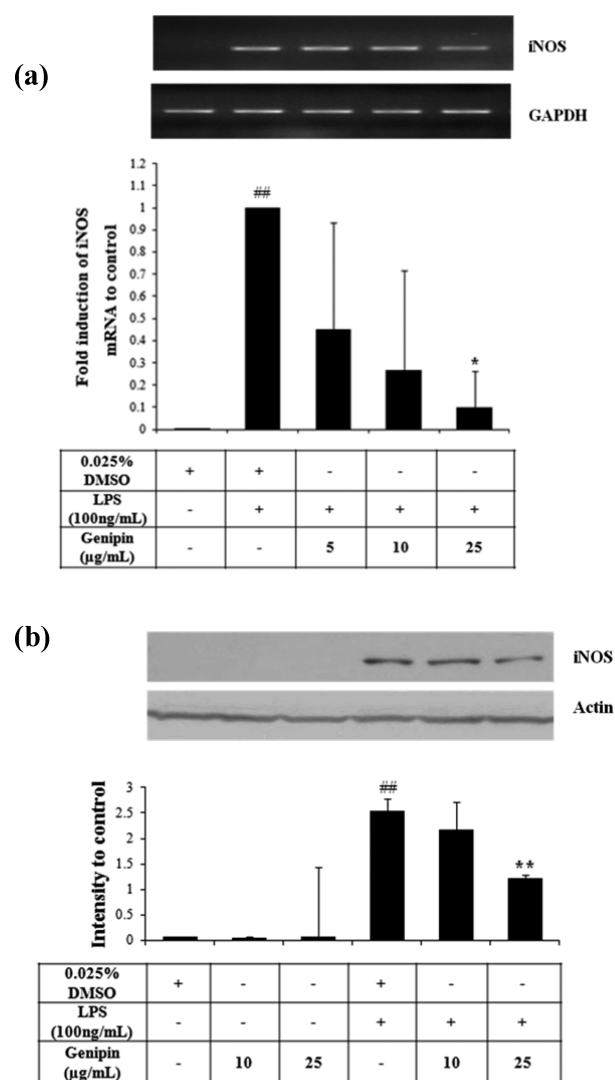 (a)
iNOS
GAPDH
Fold induction of iNOS
mRNA to control
1.2
1.1
1
0.9
0.8
0.7
0.6
0.5
0.4
0.3
0.2
0.1
0
##
*
0.025%
DMSO + + - - -
LPS
(100ng/mL) - + + + +
Genipin
(µg/mL) - - 5 10 25
(b)
iNOS
Actin
Intensity to control
3
2.5
2
1.5
1
0.5
0
##
**
0.025%
DMSO + - - + - -
LPS
(100ng/mL) - - - + + +
Genipin
(µg/mL) - 10 25 - 10 25